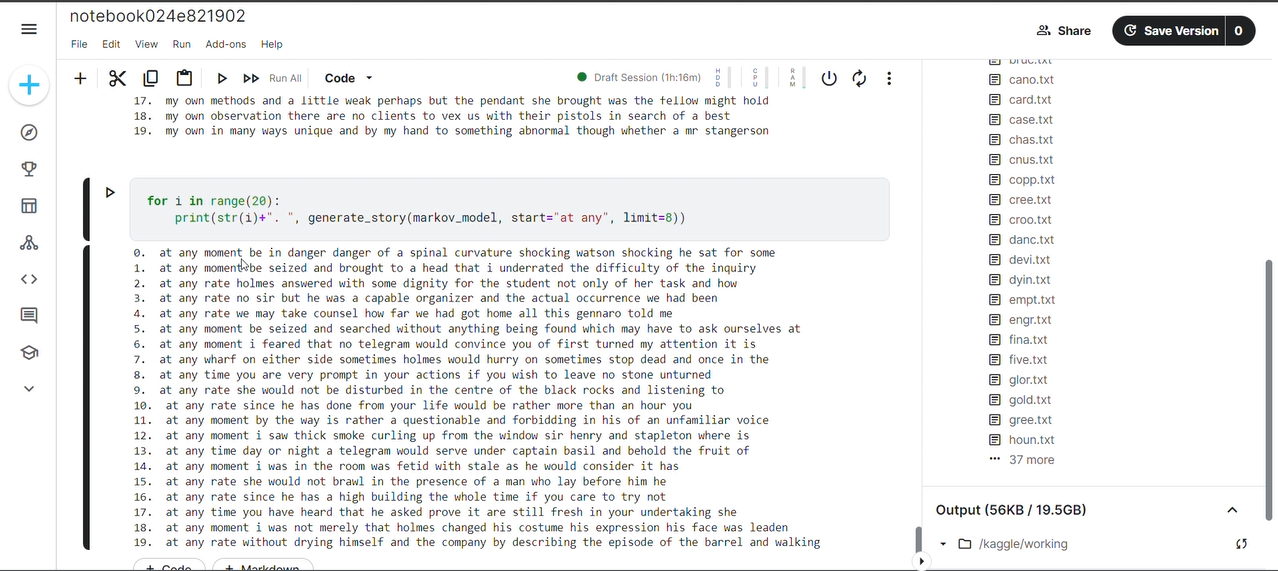 notebook024e821902
File Edit View Run Add-ons Help
Share
Save Version 0
Run All Code
Draft Session (1h:16m)
HDD CPU RAM
17. my own methods and a little weak perhaps but the pendant she brought was the fellow might hold
18. my own observation there are no clients to vex us with their pistols in search of a best
19. my own in many ways unique and by my hand to something abnormal though whether a mr stangerson
for i in range(20):
print(str(i)+". ", generate_story(markov_model, start="at any", limit=8))
0. at any moment be in danger danger of a spinal curvature shocking watson shocking he sat for some
1. at any moment be seized and brought to a head that i underrated the difficulty of the inquiry
2. at any rate holmes answered with some dignity for the student not only of her task and how
3. at any rate no sir but he was a capable organizer and the actual occurrence we had been
4. at any rate we may take counsel how far we had got home all this gennaro told me
5. at any moment be seized and searched without anything being found which may have to ask ourselves at
6. at any moment i feared that no telegram would convince you of first turned my attention it is
7. at any wharf on either side sometimes holmes would hurry on sometimes stop dead and once in the
8. at any time you are very prompt in your actions if you wish to leave no stone unturned
9. at any rate she would not be disturbed in the centre of the black rocks and listening to
10. at any rate since he has done from your life would be rather more than an hour you
11. at any moment by the way is rather a questionable and forbidding in his of an unfamiliar voice
12. at any moment i saw thick smoke curling up from the window sir henry and stapleton where is
13. at any time day or night a telegram would serve under captain basil and behold the fruit of
14. at any moment i was in the room was fetid with stale as he would consider it has
15. at any rate she would not brawl in the presence of a man who lay before him he
16. at any rate since he has a high building the whole time if you care to try not
17. at any time you have heard that he asked prove it are still fresh in your undertaking she
18. at any moment i was not merely that holmes changed his costume his expression his face was leaden
19. at any rate without drying himself and the company by describing the episode of the barrel and walking
+ Code + Markdown
bruc.txt
cano.txt
card.txt
case.txt
chas.txt
cnus.txt
copp.txt
cree.txt
croo.txt
danc.txt
devi.txt
dyin.txt
empt.txt
engr.txt
fina.txt
five.txt
glor.txt
gold.txt
gree.txt
houn.txt
37 more
Output (56KB / 19.5GB)
/kaggle/working